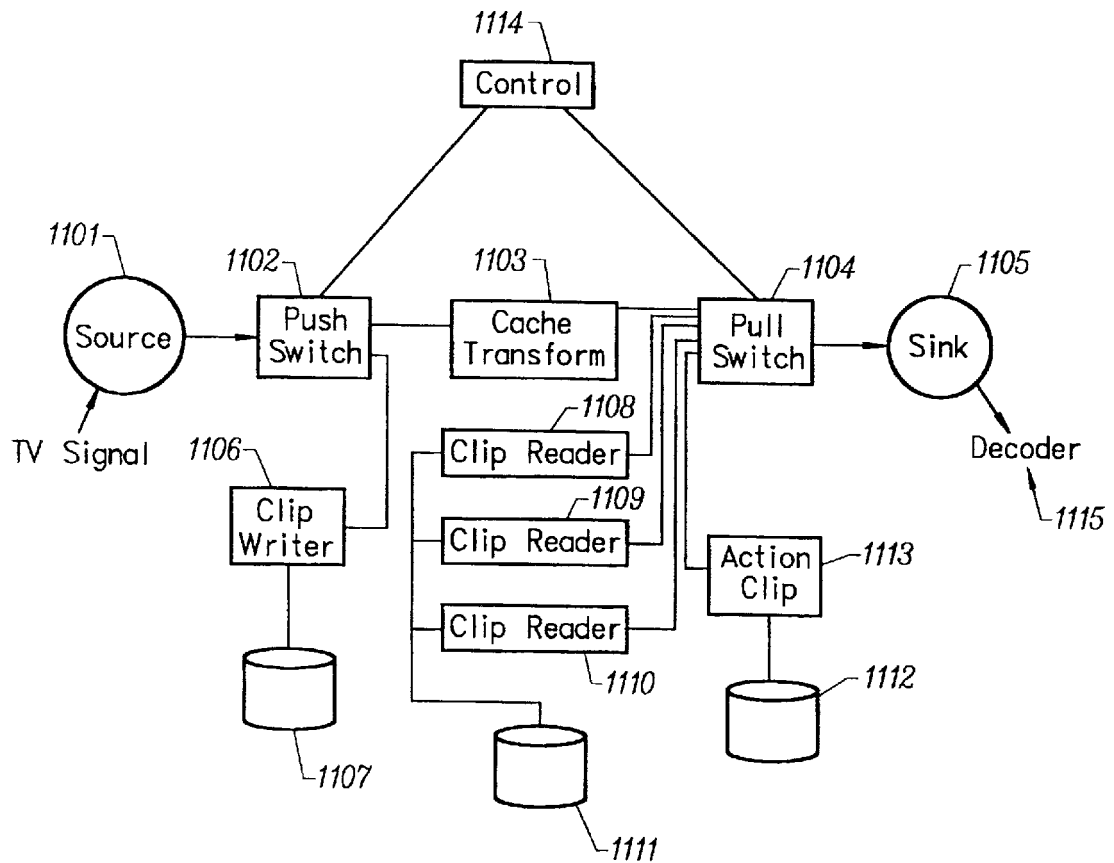 1114
Control
1101
1102
1103
1104
1105
Source
Push
Switch
Cache
Transform
Pull
Switch
Sink
TV Signal
1106
1108
Clip Reader
Decoder
1115
Clip
Writer
1109
Clip Reader
Action
Clip
1113
Clip Reader
1110
1112
1107
1111